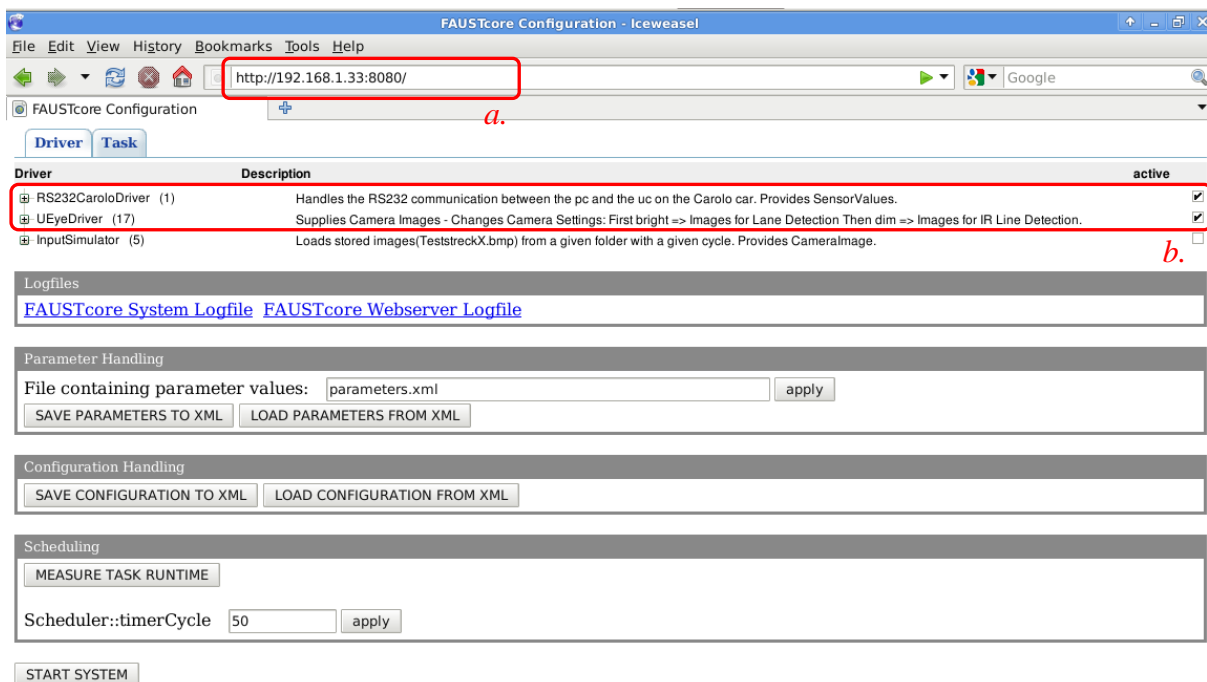 FAUSTcore Configuration - Iceweasel
File Edit View History Bookmarks Tools Help
http://192.168.1.33:8080/ Google
FAUSTcore Configuration
a.
Driver Task
Driver Description active
RS232CaroloDriver (1) Handles the RS232 communication between the pc and the uc on the Carolo car. Provides SensorValues.
UEyeDriver (17) Supplies Camera Images - Changes Camera Settings: First bright => Images for Lane Detection Then dim => Images for IR Line Detection.
InputSimulator (5) Loads stored images(TeststreckX.bmp) from a given folder with a given cycle. Provides CameraImage.
b.
Logfiles
FAUSTcore System Logfile FAUSTcore Webserver Logfile
Parameter Handling
File containing parameter values: parameters.xml apply
SAVE PARAMETERS TO XML LOAD PARAMETERS FROM XML
Configuration Handling
SAVE CONFIGURATION TO XML LOAD CONFIGURATION FROM XML
Scheduling
MEASURE TASK RUNTIME
Scheduler::timerCycle 50 apply
START SYSTEM